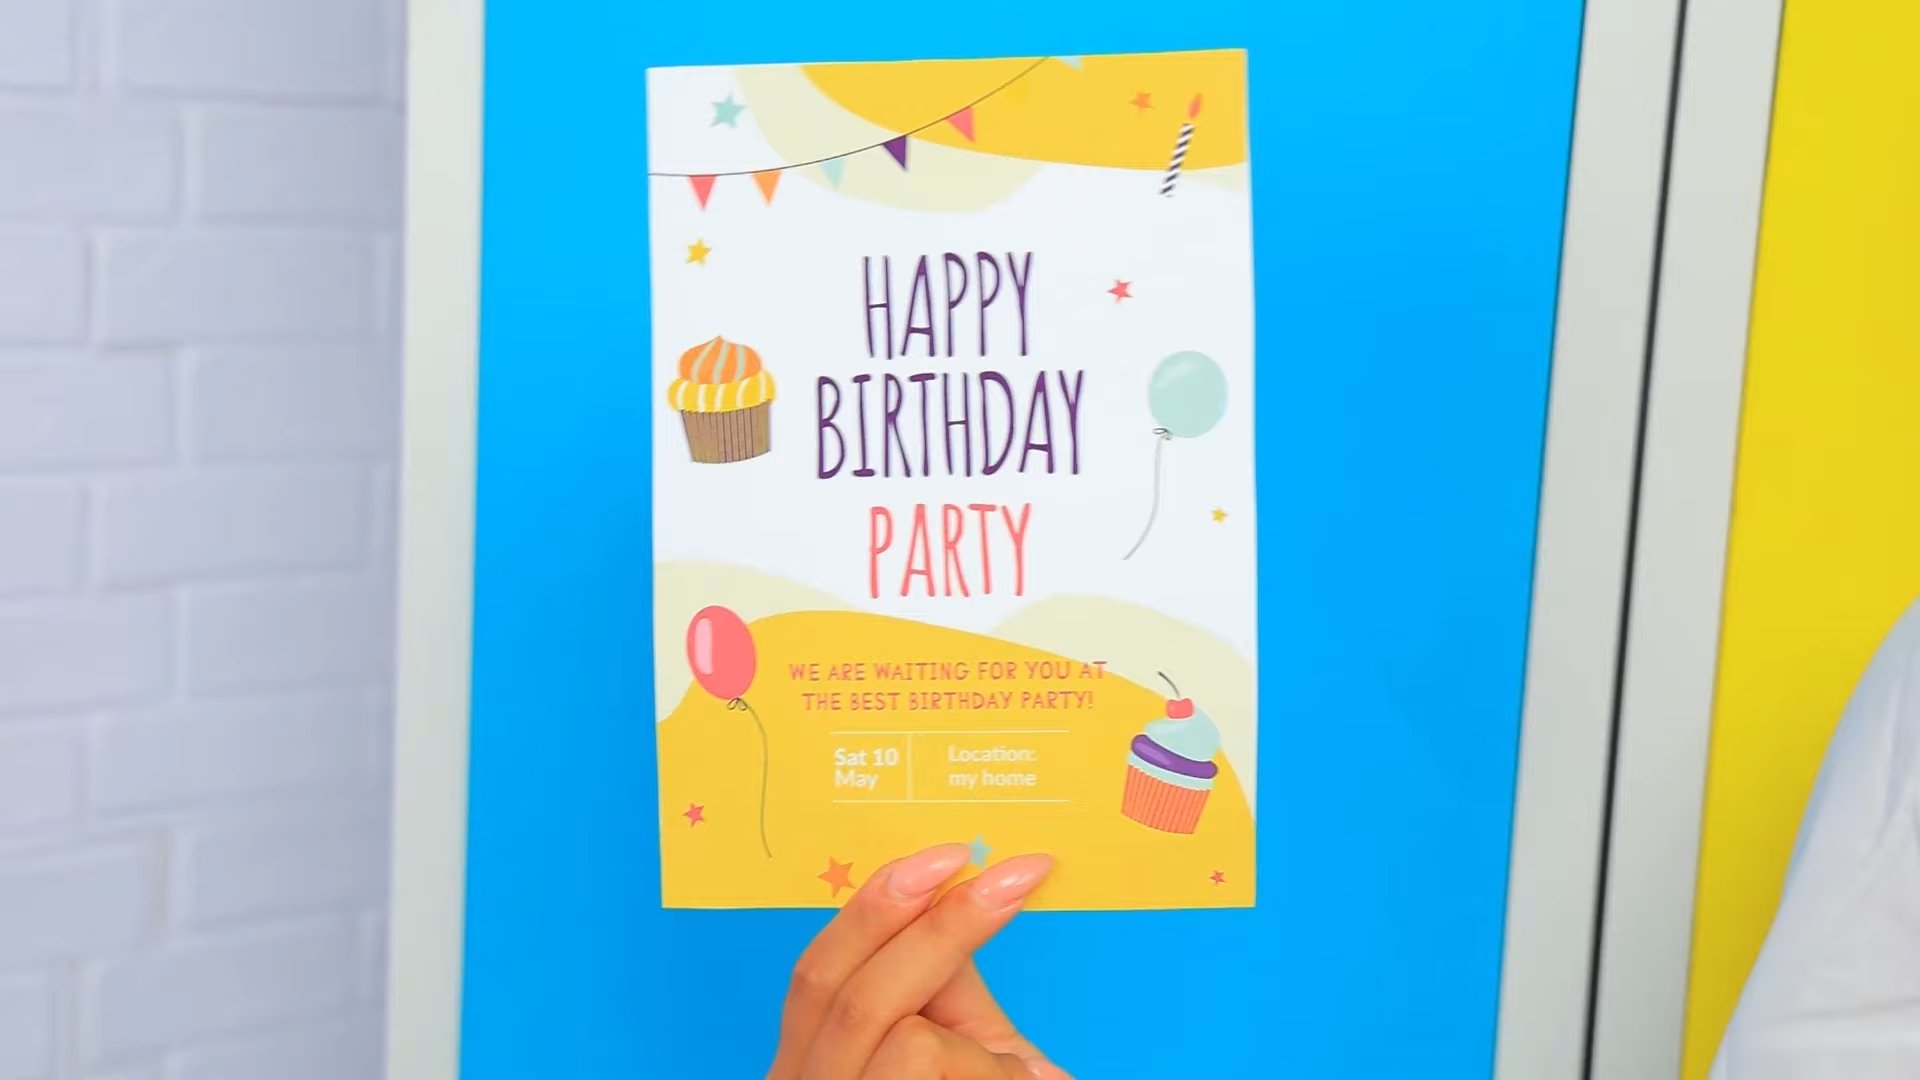 HAPPY
BIRTHDAY
PARTY
WE ARE WAITING FOR YOU AT
THE BEST BIRTHDAY PARTY!
Sat 10
May
Location:
my home